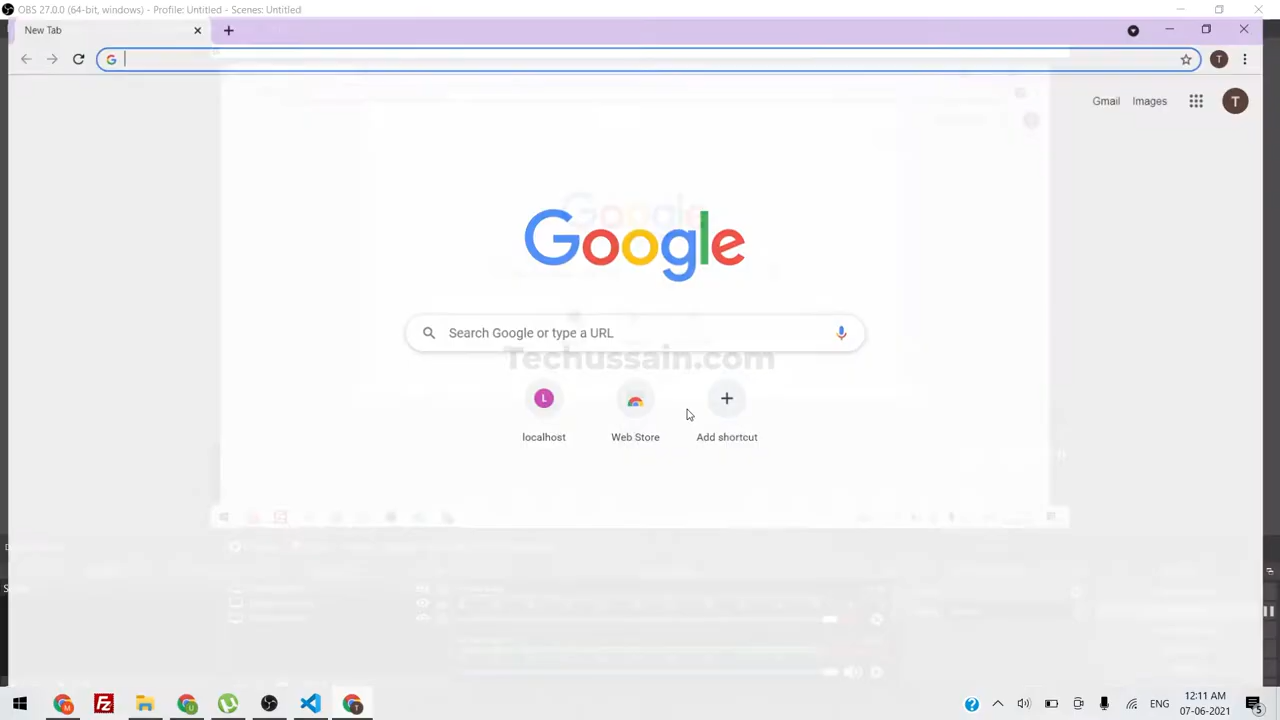 OBS 27.0.0 (64-bit, windows) - Profile: Untitled - Scenes: Untitled
New Tab
Gmail Images T
Google
Search Google or type a URL
Techussain.com
L
localhost Web Store Add shortcut
ENG 12:11 AM
07-06-2021 5